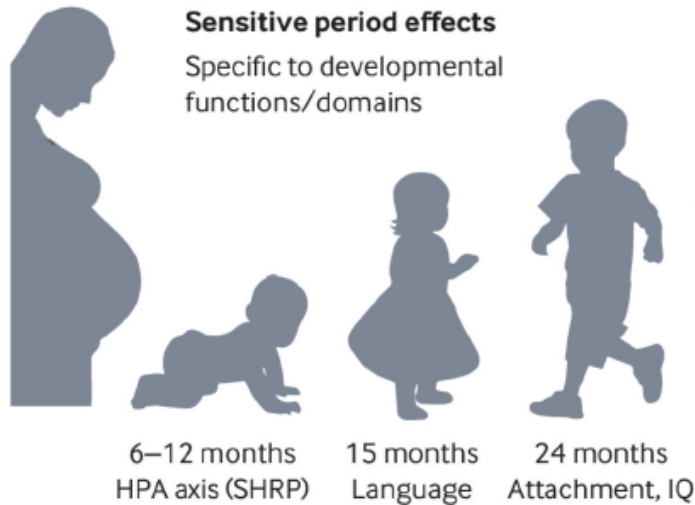 Sensitive period effects
Specific to developmental
functions/domains
6–12 months
HPA axis (SHRP)
15 months
Language
24 months
Attachment, IQ